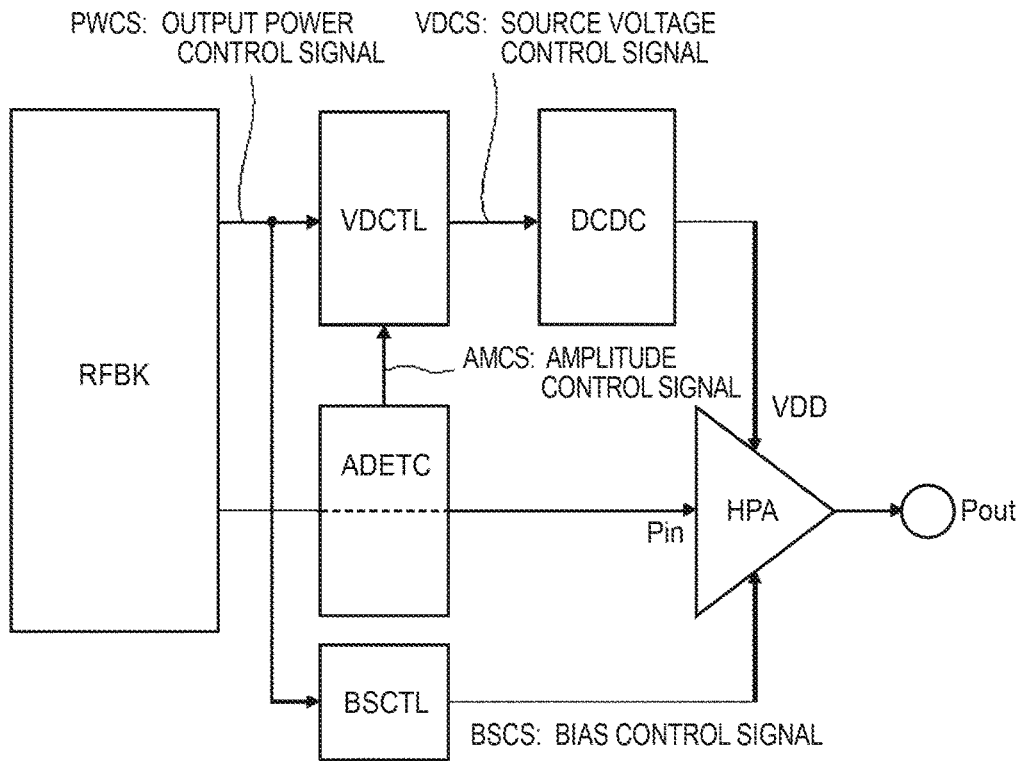 PWCS: OUTPUT POWER
CONTROL SIGNAL
VDCS: SOURCE VOLTAGE
CONTROL SIGNAL
VDCTL
DCDC
RFBK
AMCS: AMPLITUDE
CONTROL SIGNAL
VDD
ADETC
HPA
Pin
Pout
BSCTL
BSCS: BIAS CONTROL SIGNAL